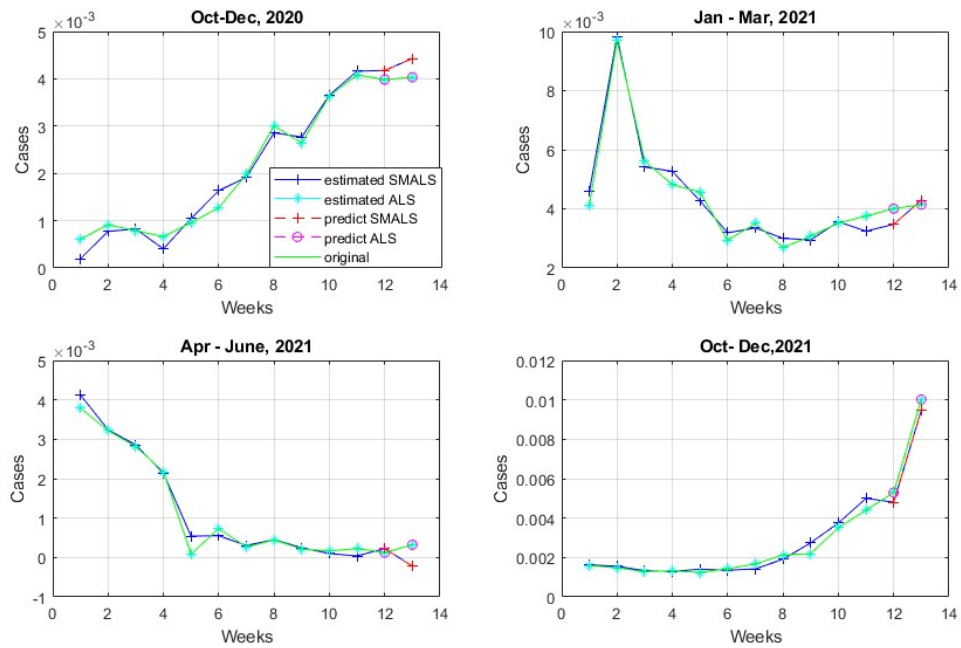 Oct-Dec, 2020
×10⁻³
5
4
3
2
1
0
Cases
0 2 4 6 8 10 12 14
Weeks
estimated SMALS
estimated ALS
predict SMALS
predict ALS
original
Jan - Mar, 2021
×10⁻³
10
8
6
4
2
Cases
0 2 4 6 8 10 12 14
Weeks
Apr - June, 2021
×10⁻³
5
4
3
2
1
0
-1
Cases
0 2 4 6 8 10 12 14
Weeks
Oct- Dec,2021
0.012
0.01
0.008
0.006
0.004
0.002
0
Cases
0 2 4 6 8 10 12 14
Weeks